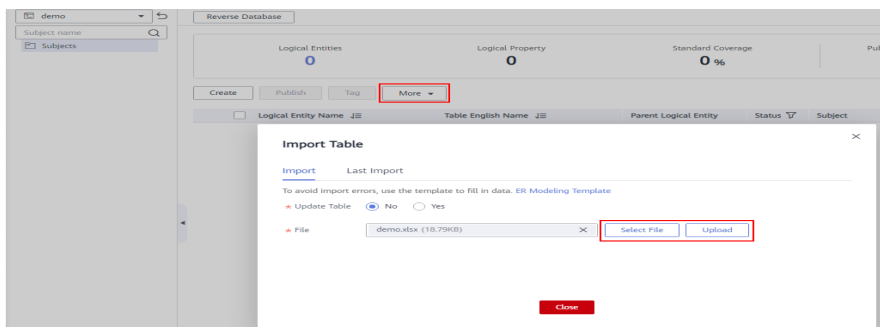 demo
Reverse Database
Subject name
Subjects
Logical Entities
Logical Property
Standard Coverage
0
0
0 %
Create
Publish
Tag
More
Logical Entity Name
Table English Name
Parent Logical Entity
Status
Subject
Import Table
Import
Last Import
To avoid import errors, use the template to fill in data. ER Modeling Template
* Update Table
No
Yes
* File
demo.xlsx (18.79KB)
Select File
Upload
Close